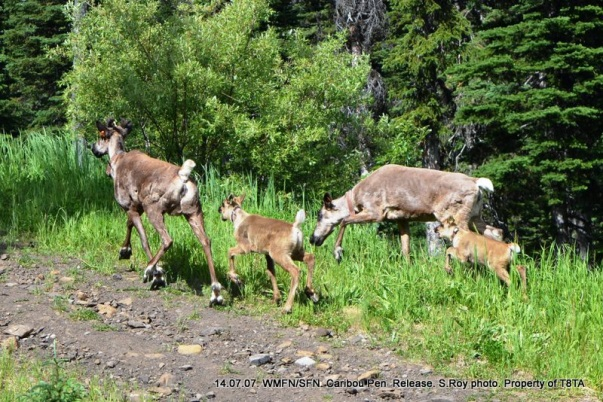 14.07.07. WMFN/SFN. Caribou Pen. Release. S.Roy photo. Property of T8TA